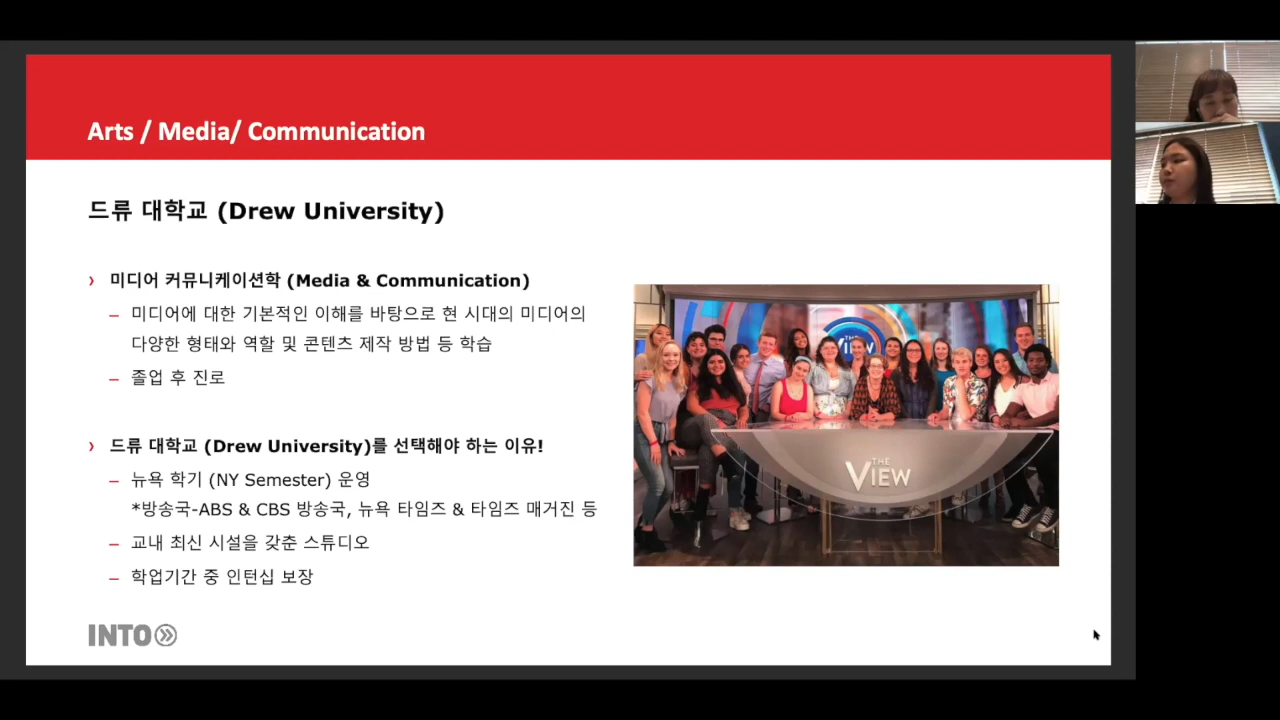 Arts / Media/ Communication
드류 대학교 (Drew University)
› 미디어 커뮤니케이션학 (Media & Communication)
– 미디어에 대한 기본적인 이해를 바탕으로 현 시대의 미디어의
다양한 형태와 역할 및 콘텐츠 제작 방법 등 학습
– 졸업 후 진로
› 드류 대학교 (Drew University)를 선택해야 하는 이유!
– 뉴욕 학기 (NY Semester) 운영
*방송국-ABS & CBS 방송국, 뉴욕 타임즈 & 타임즈 매거진 등
– 교내 최신 시설을 갖춘 스튜디오
– 학업기간 중 인턴십 보장
THE
VIEW
THE
VIEW
INTO